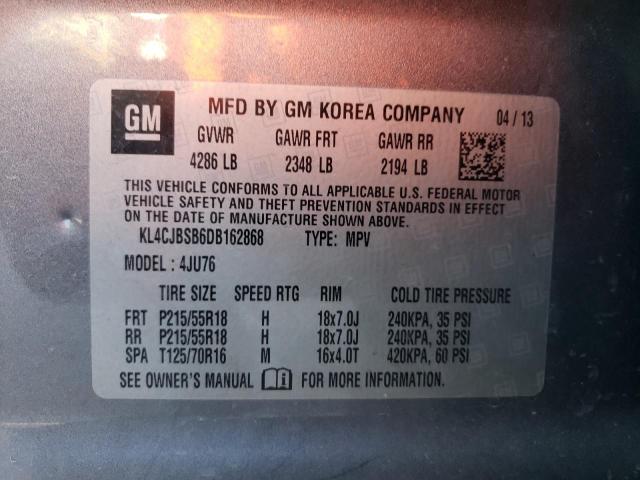 GM MFD BY GM KOREA COMPANY 04 / 13
GVWR GAWR FRT GAWR RR
4286 LB 2348 LB 2194 LB
THIS VEHICLE CONFORMS TO ALL APPLICABLE U.S. FEDERAL MOTOR
VEHICLE SAFETY AND THEFT PREVENTION STANDARDS IN EFFECT
ON THE DATE OF MANUFACTURE SHOWN ABOVE.
KL4CJBSB6DB162868 TYPE: MPV
MODEL : 4JU76
TIRE SIZE SPEED RTG RIM COLD TIRE PRESSURE
FRT P215/55R18 H 18x7.0J 240KPA, 35 PSI
RR P215/55R18 H 18x7.0J 240KPA, 35 PSI
SPA T125/70R16 M 16x4.0T 420KPA, 60 PSI
SEE OWNER'S MANUAL FOR MORE INFORMATION.